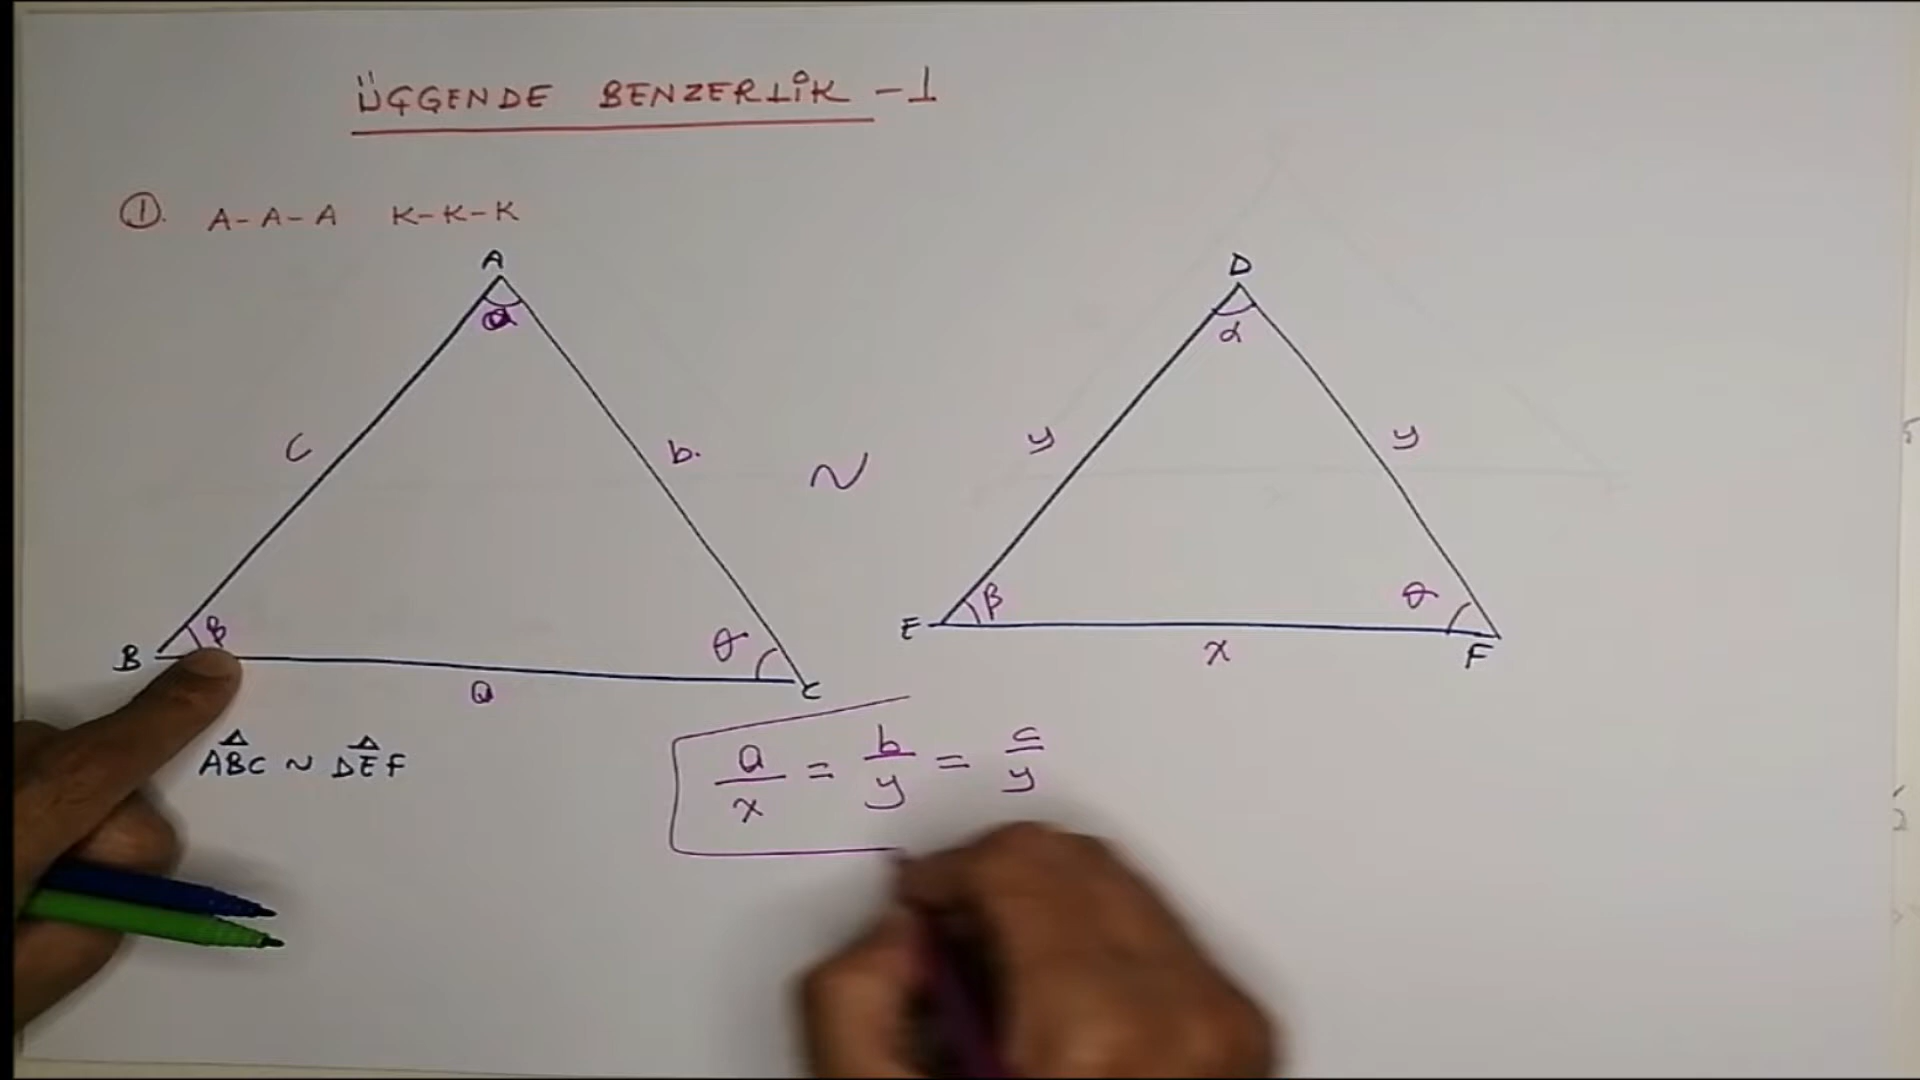 ÜÇGENDE BENZERLİK -1
①. A-A-A K-K-K
A
α
D
α
c
b.
~
y
y
B
β
θ
C
a
E
β
θ
F
x
ABC ~ DEF
a/x = b/y = c/y